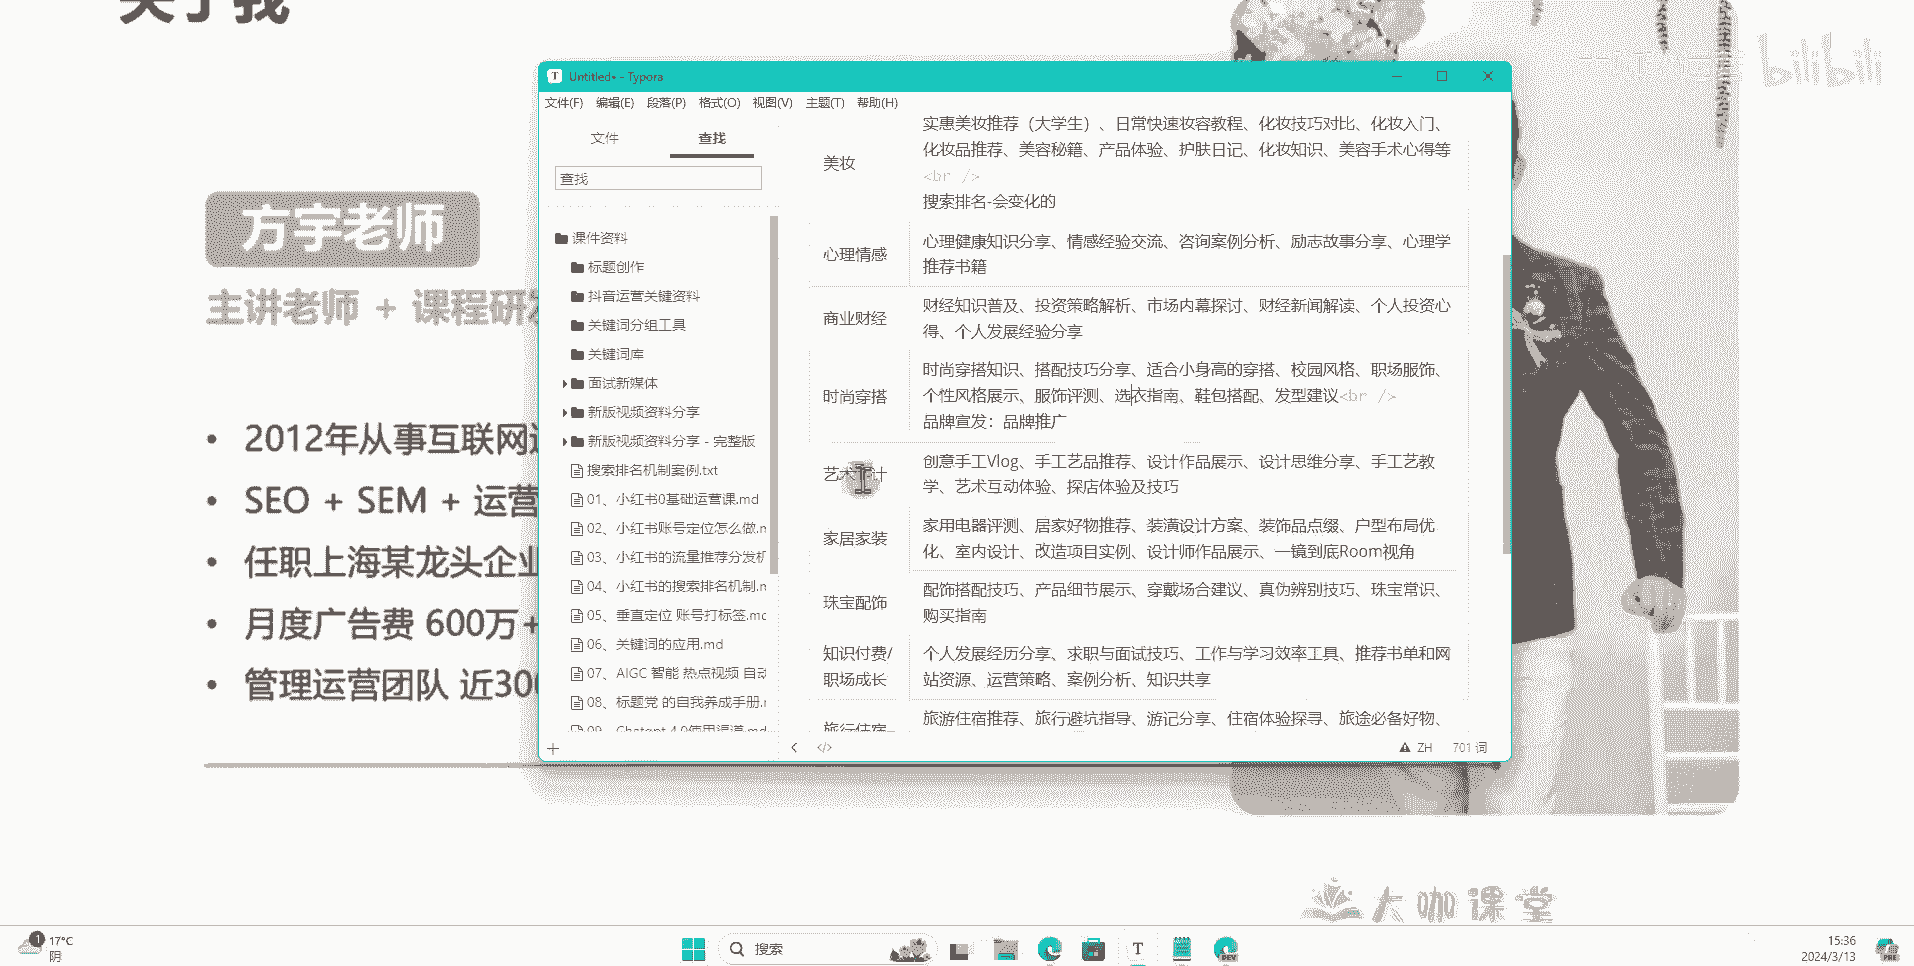 关于我
bilibili
方宇老师
主讲老师 + 课程研发
2012年从事互联网运
SEO + SEM + 运营
任职上海某龙头企业
月度广告费 600万+
管理运营团队 近300
Untitled• - Typora
文件(F) 编辑(E) 段落(P) 格式(O) 视图(V) 主题(T) 帮助(H)
文件 查找
查找
课件资料
标题创作
抖音运营关键资料
关键词分组工具
关键词库
面试新媒体
新版视频资料分享
新版视频资料分享 - 完整版
搜索排名机制案例.txt
01、小红书0基础运营课.md
02、小红书账号定位怎么做.m
03、小红书的流量推荐分发机
04、小红书的搜索排名机制.m
05、垂直定位 账号打标签.mc
06、关键词的应用.md
07、AIGC 智能 热点视频 自动
08、标题党 的自我养成手册.r
09、Chatgpt 4.0使用渠道.md
美妆
实惠美妆推荐（大学生）、日常快速妆容教程、化妆技巧对比、化妆入门、
化妆品推荐、美容秘籍、产品体验、护肤日记、化妆知识、美容手术心得等
<br />
搜索排名-会变化的
心理情感
心理健康知识分享、情感经验交流、咨询案例分析、励志故事分享、心理学
推荐书籍
商业财经
财经知识普及、投资策略解析、市场内幕探讨、财经新闻解读、个人投资心
得、个人发展经验分享
时尚穿搭
时尚穿搭知识、搭配技巧分享、适合小身高的穿搭、校园风格、职场服饰、
个性风格展示、服饰评测、选衣指南、鞋包搭配、发型建议<br />
品牌宣发：品牌推广
艺术设计
创意手工Vlog、手工艺品推荐、设计作品展示、设计思维分享、手工艺教
学、艺术互动体验、探店体验及技巧
家居家装
家用电器评测、居家好物推荐、装潢设计方案、装饰品点缀、户型布局优
化、室内设计、改造项目实例、设计师作品展示、一镜到底Room视角
珠宝配饰
配饰搭配技巧、产品细节展示、穿戴场合建议、真伪辨别技巧、珠宝常识、
购买指南
知识付费/
职场成长
个人发展经历分享、求职与面试技巧、工作与学习效率工具、推荐书单和网
站资源、运营策略、案例分析、知识共享
旅行住宿
旅游住宿推荐、旅行避坑指导、游记分享、住宿体验探寻、旅途必备好物、
</> ZH 701 词
大咖课堂
1 17°C
阴
搜索
DEV
15:36
2024/3/13
PRE